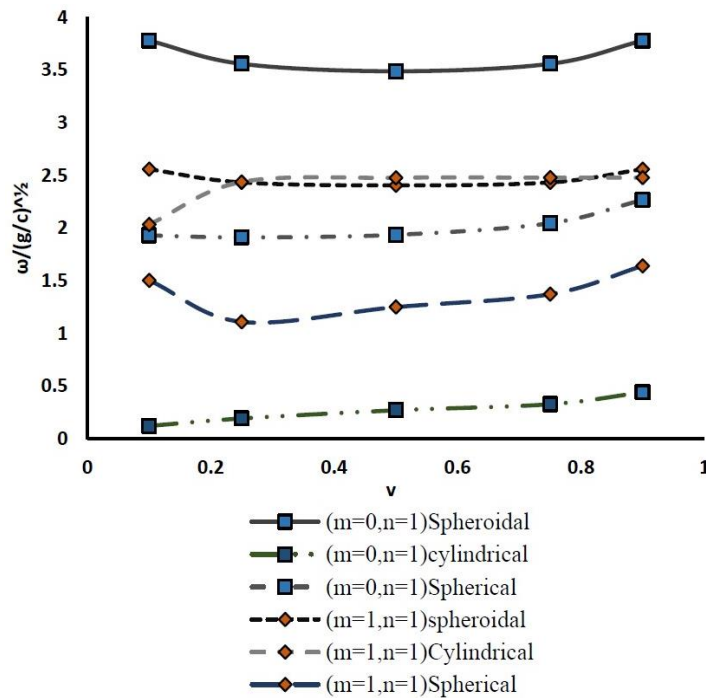 4
3.5
3
2.5
2
1.5
1
0.5
0
ω/(g/c)^½
0 0.2 0.4 0.6 0.8 1
v
(m=0,n=1)Spheroidal
(m=0,n=1)cylindrical
(m=0,n=1)Spherical
(m=1,n=1)spheroidal
(m=1,n=1)Cylindrical
(m=1,n=1)Spherical